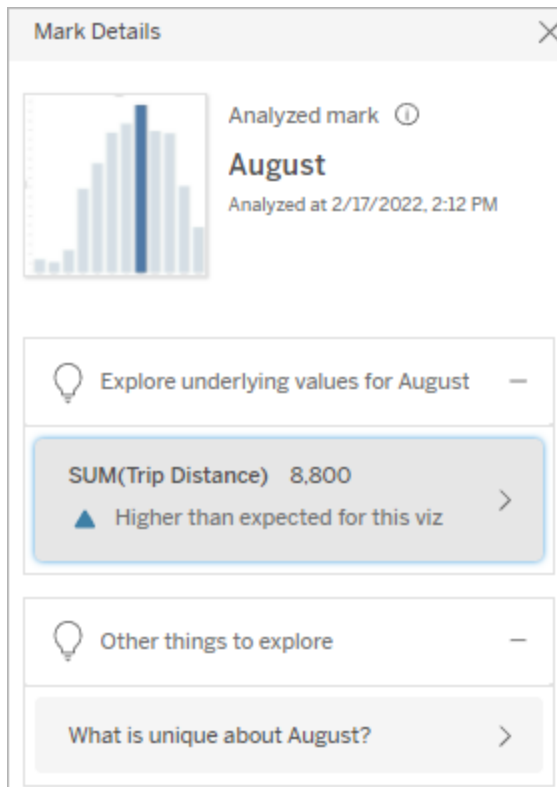 Mark Details
Analyzed mark
August
Analyzed at 2/17/2022, 2:12 PM
Explore underlying values for August
SUM(Trip Distance) 8,800
Higher than expected for this viz
Other things to explore
What is unique about August?